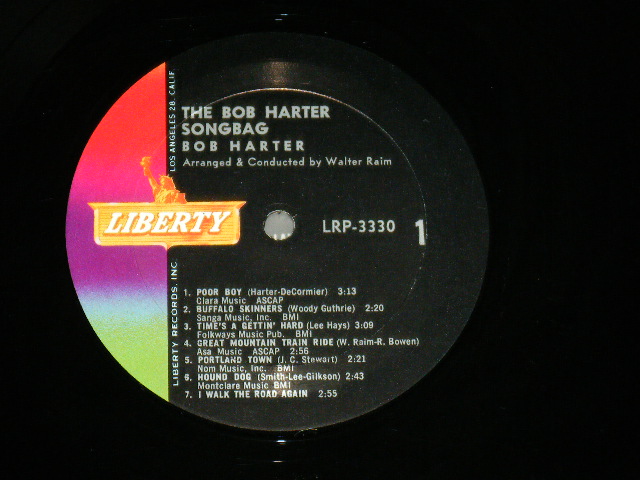 THE BOB HARTER
SONGBAG
BOB HARTER
Arranged & Conducted by Walter Raim
LIBERTY
LRP-3330
1
1. POOR BOY (Harter-DeCormier) 3:13
Clara Music ASCAP
2. BUFFALO SKINNERS (Woody Guthrie) 2:20
Sanga Music, Inc. BMI
3. TIME'S A GETTIN' HARD (Lee Hays) 3:09
Folkways Music Pub. BMI
4. GREAT MOUNTAIN TRAIN RIDE (W. Raim-R. Bowen)
Asa Music ASCAP 2:56
5. PORTLAND TOWN (J. C. Stewart) 2:21
Nom Music, Inc. BMI
6. HOUND DOG (Smith-Lee-Gilkson) 2:43
Montclare Music BMI
7. I WALK THE ROAD AGAIN 2:55
LIBERTY RECORDS, INC.
LOS ANGELES 28, CALIF.